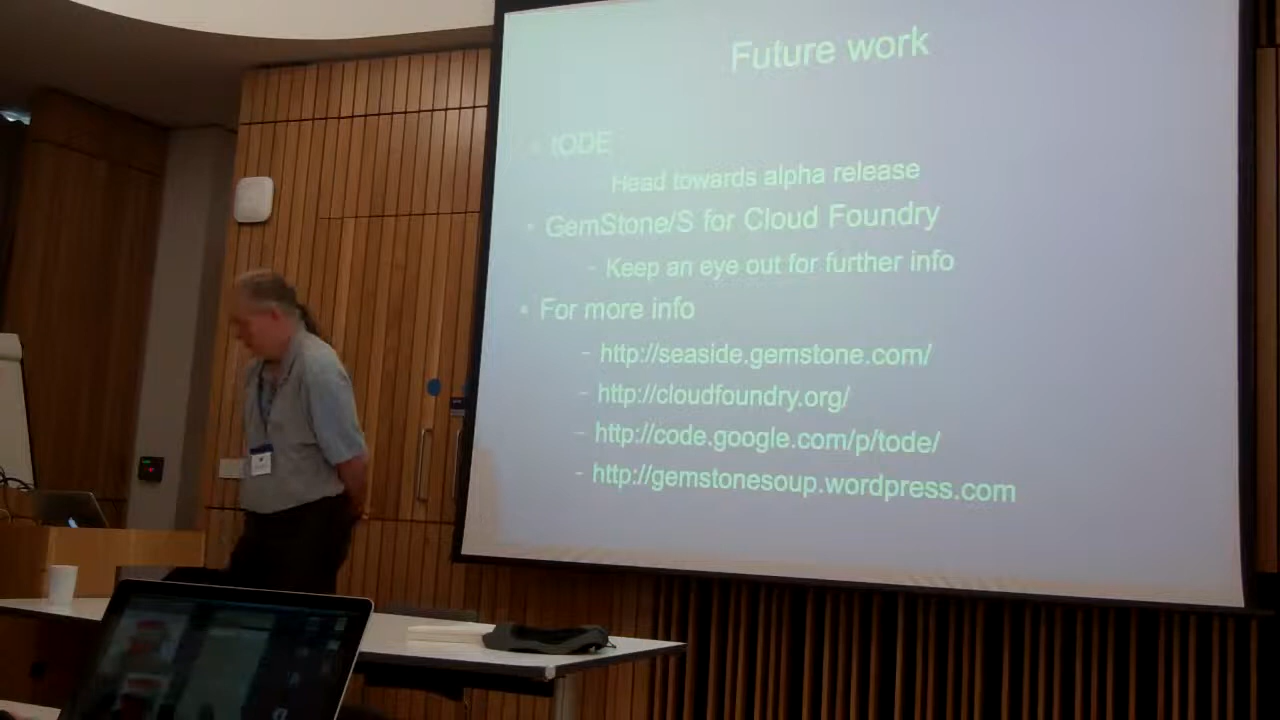 Future work
tODE
Head towards alpha release
GemStone/S for Cloud Foundry
- Keep an eye out for further info
For more info
- http://seaside.gemstone.com/
- http://cloudfoundry.org/
- http://code.google.com/p/tode/
- http://gemstonesoup.wordpress.com